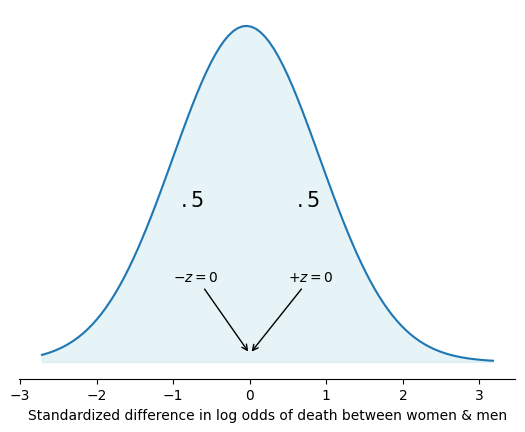 .5 .5
−z = 0 +z = 0
−3 −2 −1 0 1 2 3
Standardized difference in log odds of death between women & men